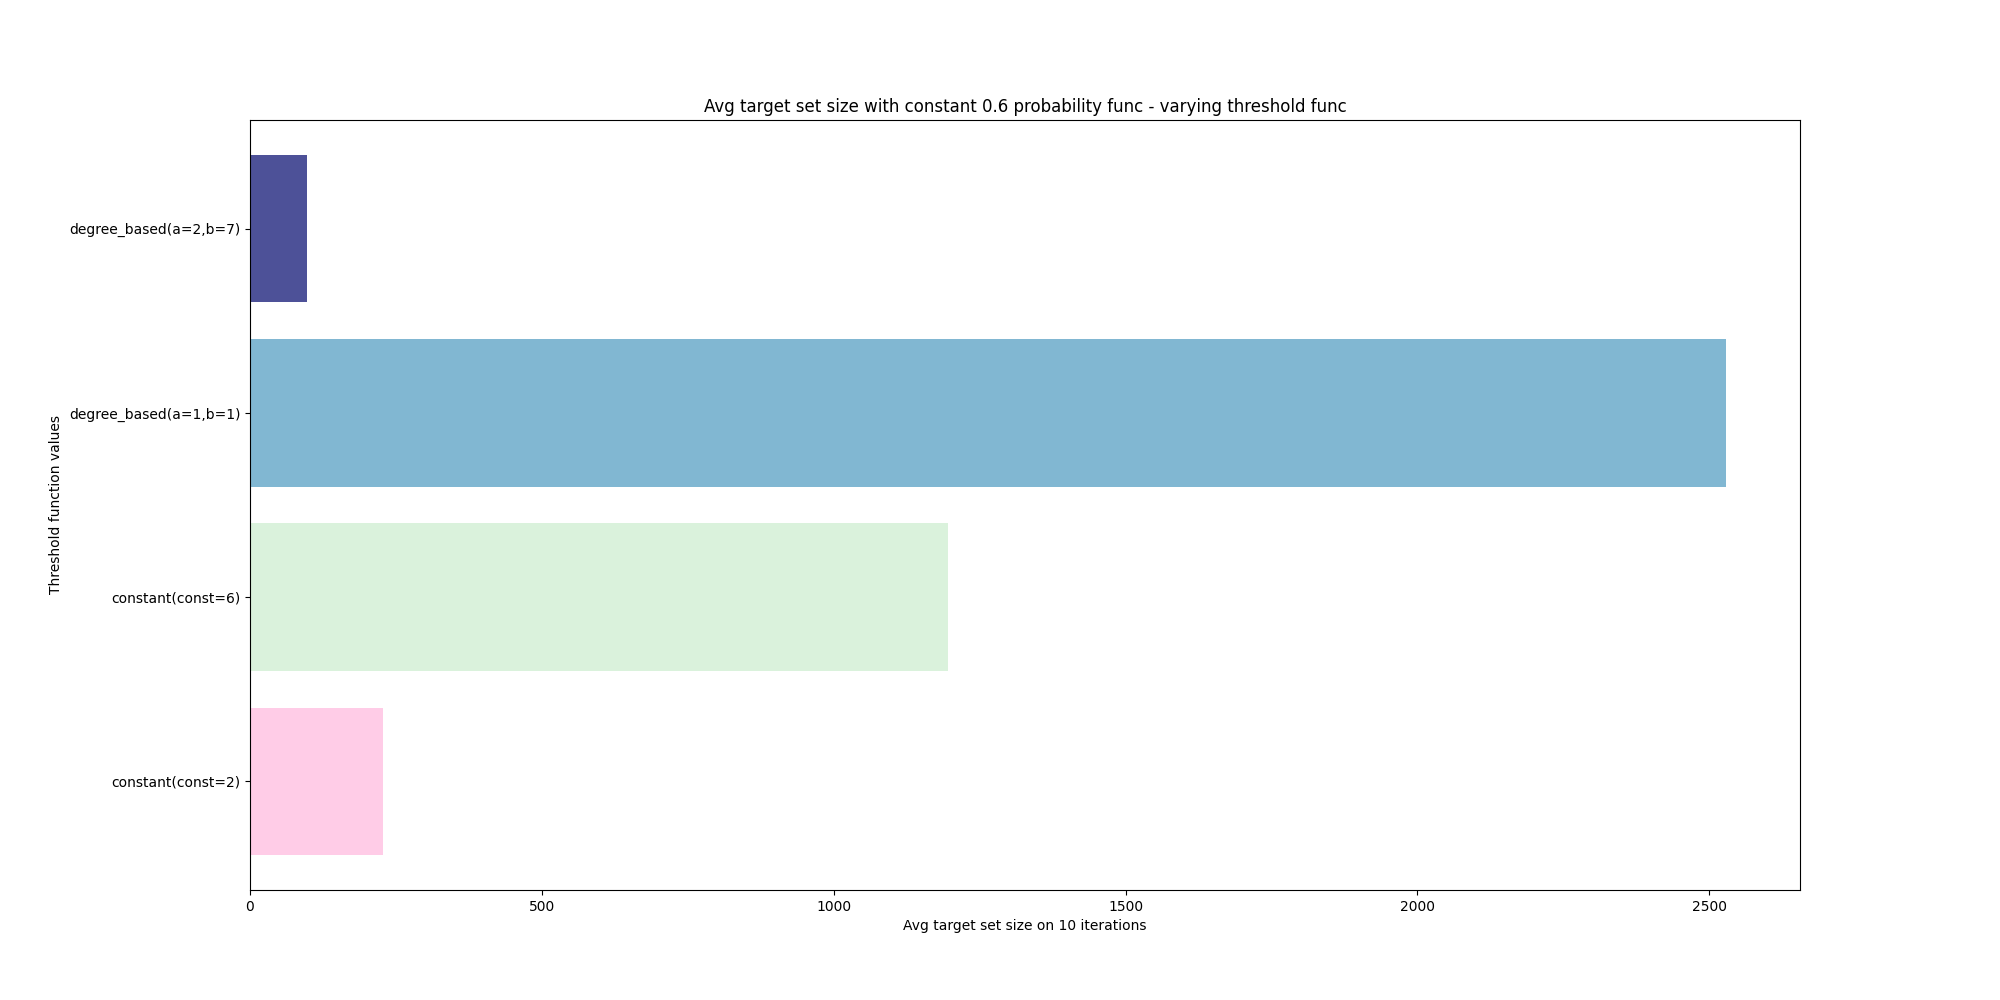 Avg target set size with constant 0.6 probability func - varying threshold func
Threshold function values
degree_based(a=2,b=7)
degree_based(a=1,b=1)
constant(const=6)
constant(const=2)
0 500 1000 1500 2000 2500
Avg target set size on 10 iterations